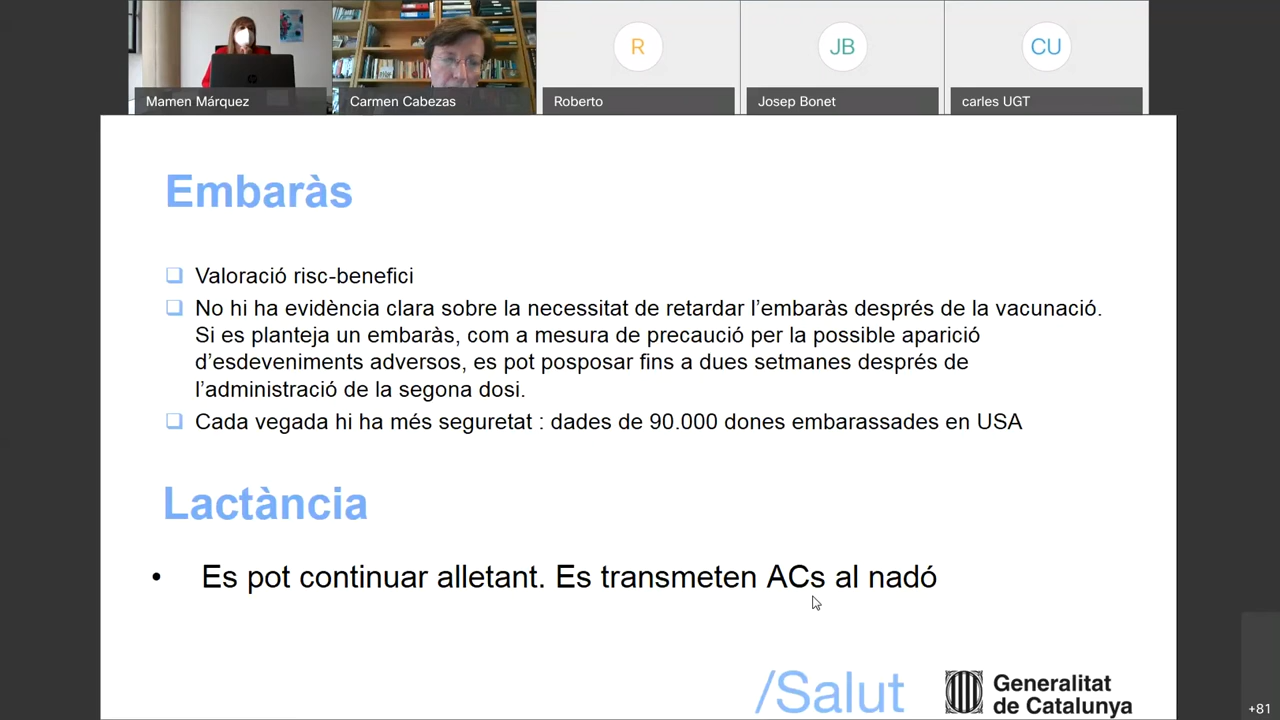 Mamen Márquez
Carmen Cabezas
R
Roberto
JB
Josep Bonet
CU
carles UGT
Embaràs
Valoració risc-benefici
No hi ha evidència clara sobre la necessitat de retardar l'embaràs després de la vacunació.
Si es planteja un embaràs, com a mesura de precaució per la possible aparició
d'esdeveniments adversos, es pot posposar fins a dues setmanes després de
l'administració de la segona dosi.
Cada vegada hi ha més seguretat : dades de 90.000 dones embarassades en USA
Lactància
• Es pot continuar alletant. Es transmeten ACs al nadó
/Salut
Generalitat
de Catalunya
+81